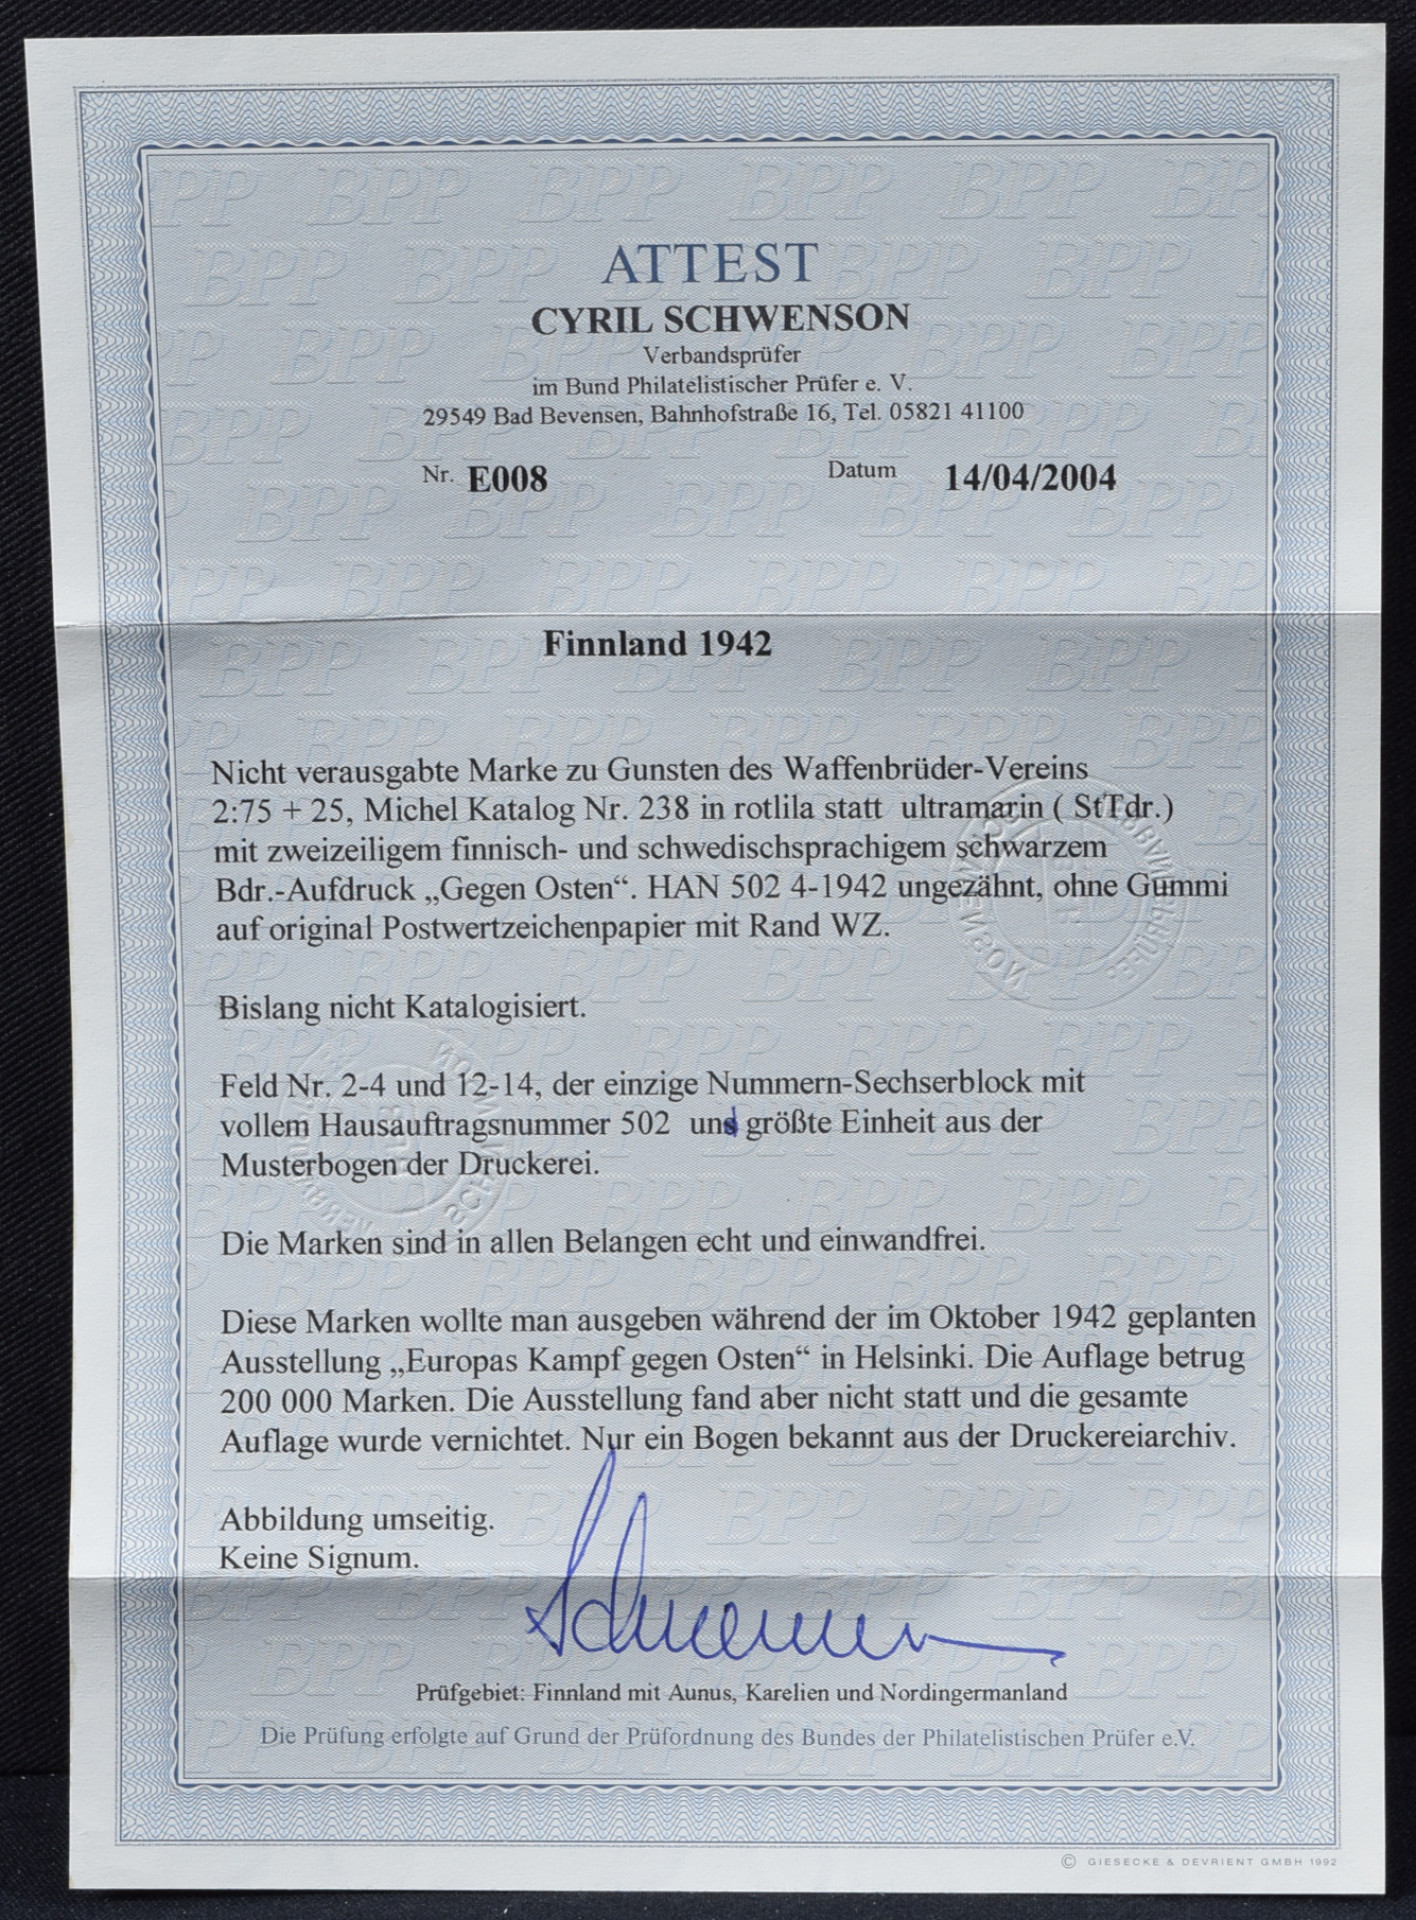 ATTEST
CYRIL SCHWENSON
Verbandsprüfer
im Bund Philatelistischer Prüfer e. V.
29549 Bad Bevensen, Bahnhofstraße 16, Tel. 05821 41100
Nr. E008 Datum 14/04/2004
Finnland 1942
Nicht verausgabte Marke zu Gunsten des Waffenbrüder-Vereins
2:75 + 25, Michel Katalog Nr. 238 in rotlila statt ultramarin ( StTdr.)
mit zweizeiligem finnisch- und schwedischsprachigem schwarzem
Bdr.-Aufdruck „Gegen Osten“. HAN 502 4-1942 ungezähnt, ohne Gummi
auf original Postwertzeichenpapier mit Rand WZ.
Bislang nicht Katalogisiert.
Feld Nr. 2-4 und 12-14, der einzige Nummern-Sechserblock mit
vollem Hausauftragsnummer 502 und größte Einheit aus der
Musterbogen der Druckerei.
Die Marken sind in allen Belangen echt und einwandfrei.
Diese Marken wollte man ausgeben während der im Oktober 1942 geplanten
Ausstellung „Europas Kampf gegen Osten“ in Helsinki. Die Auflage betrug
200 000 Marken. Die Ausstellung fand aber nicht statt und die gesamte
Auflage wurde vernichtet. Nur ein Bogen bekannt aus der Druckereiarchiv.
Abbildung umseitig.
Keine Signum.
Prüfgebiet: Finnland mit Aunus, Karelien und Nordingermanland
Die Prüfung erfolgte auf Grund der Prüfordnung des Bundes der Philatelistischen Prüfer e.V.
© GIESECKE & DEVRIENT GMBH 1992